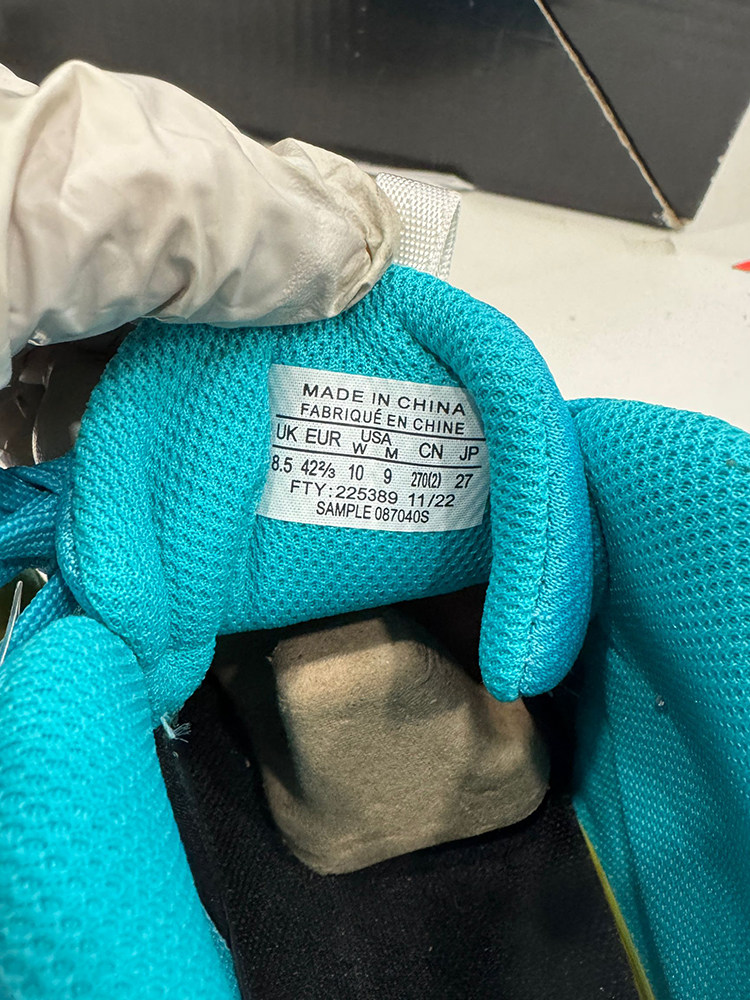 MADE IN CHINA
FABRIQUÉ EN CHINE
UK EUR USA W M CN JP
8.5 42⅔ 10 9 270(2) 27
FTY:225389 11/22
SAMPLE 087040S